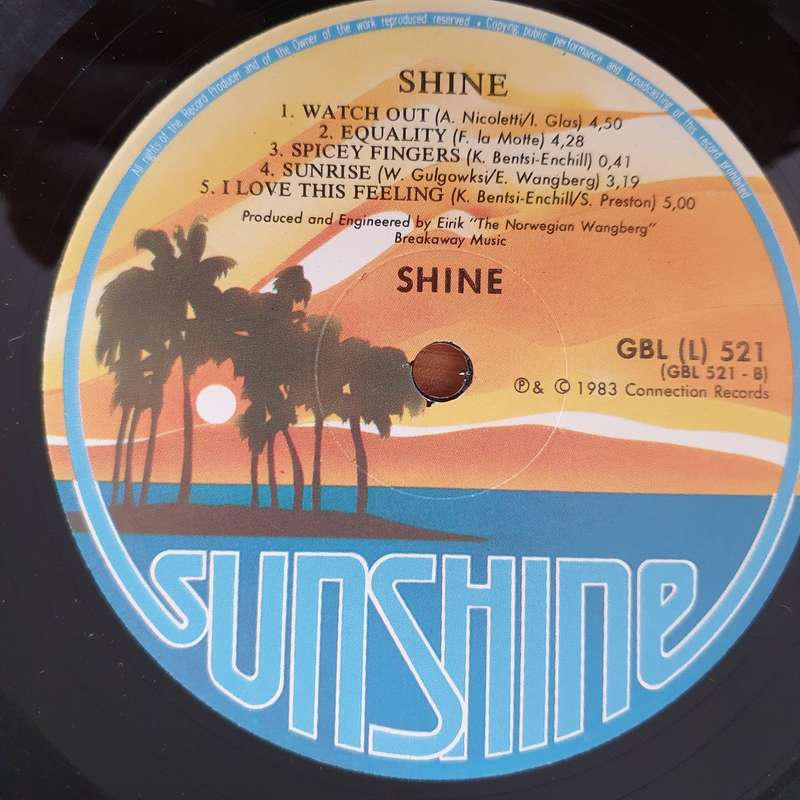 All rights of the Record Producer and of the Owner of the work reproduced reserved • Copying public performance and broadcasting of this record prohibited
SHINE
1. WATCH OUT (A. Nicoletti/I. Glas) 4,50
2. EQUALITY (F. la Motte) 4,28
3. SPICEY FINGERS (K. Bentsi-Enchill) 0,41
4. SUNRISE (W. Gulgowksi/E. Wangberg) 3,19
5. I LOVE THIS FEELING (K. Bentsi-Enchill/S. Preston) 5,00
Produced and Engineered by Eirik "The Norwegian Wangberg"
Breakaway Music
SHINE
GBL (L) 521
(GBL 521 - B)
℗ & © 1983 Connection Records
SUNSHINE